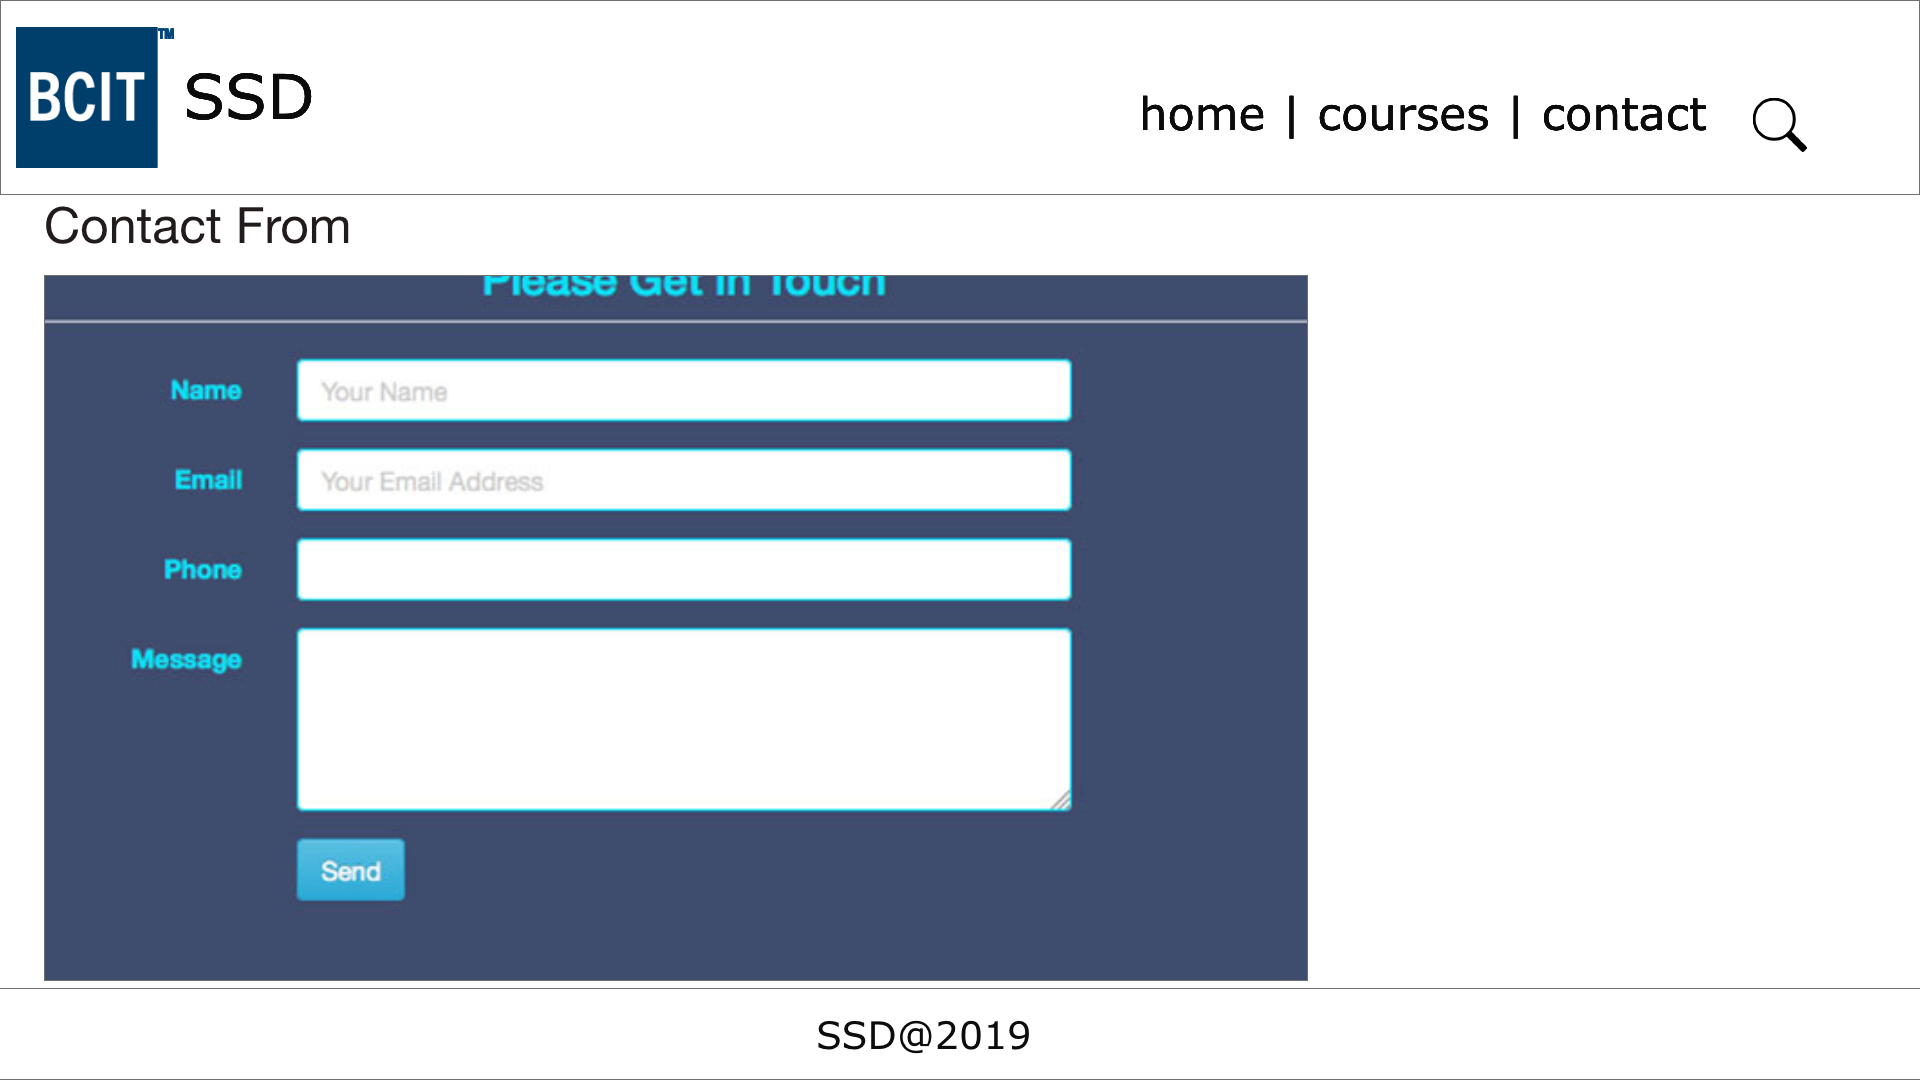 BCIT™ SSD
home | courses | contact
Contact From
Please Get In Touch
Name
Your Name
Email
Your Email Address
Phone
Message
Send
SSD@2019